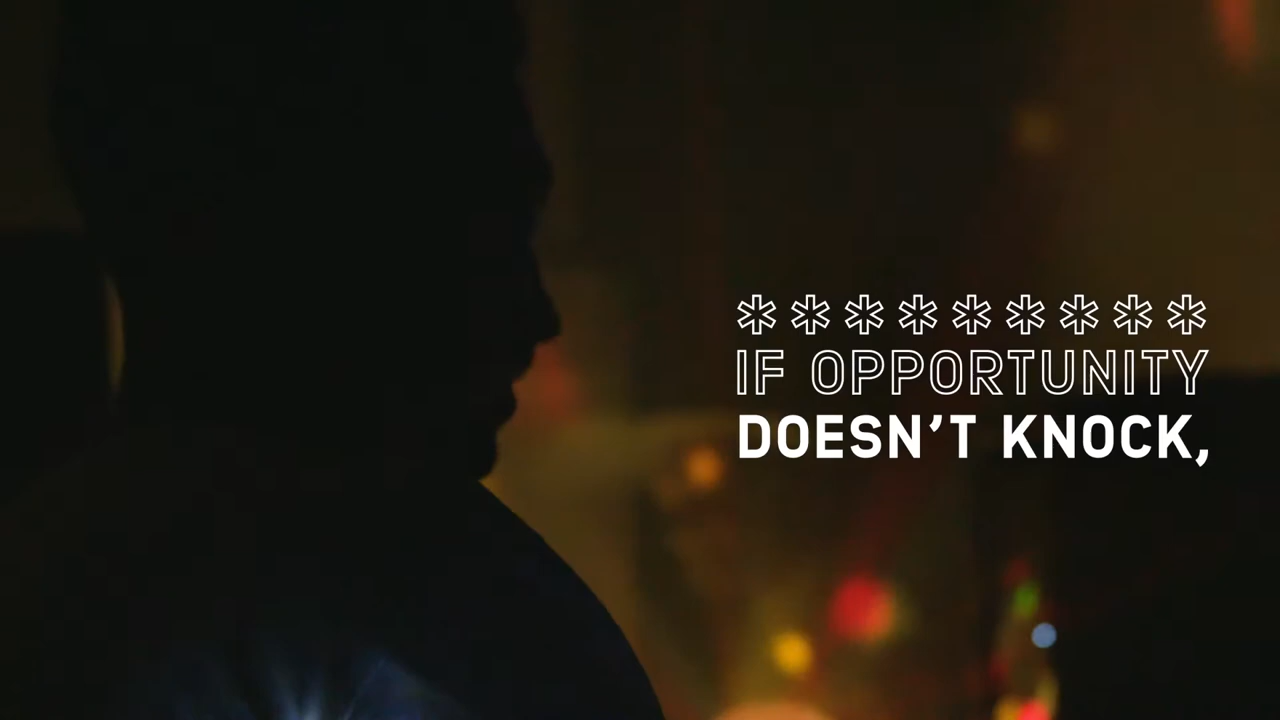 *********
IF OPPORTUNITY
DOESN’T KNOCK,